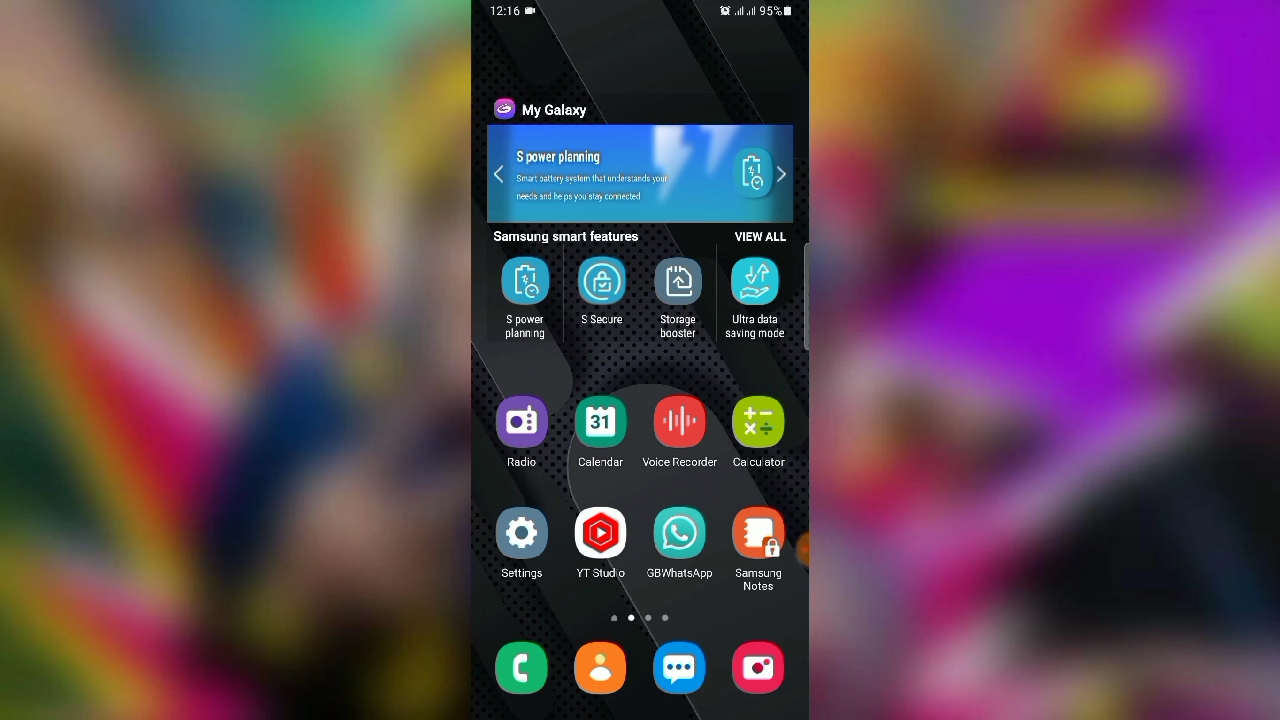 12:16
95%
My Galaxy
S power planning
Smart battery system that understands your
needs and he ps you stay connected
Samsung smart features
VIEW ALL
S power
planning
S Secure
Storage
booster
Ultra data
saving mode
31
Radio
Calendar
Voice Recorder
Calculator
Settings
YT Studio
GBWhatsApp
Samsung
Notes